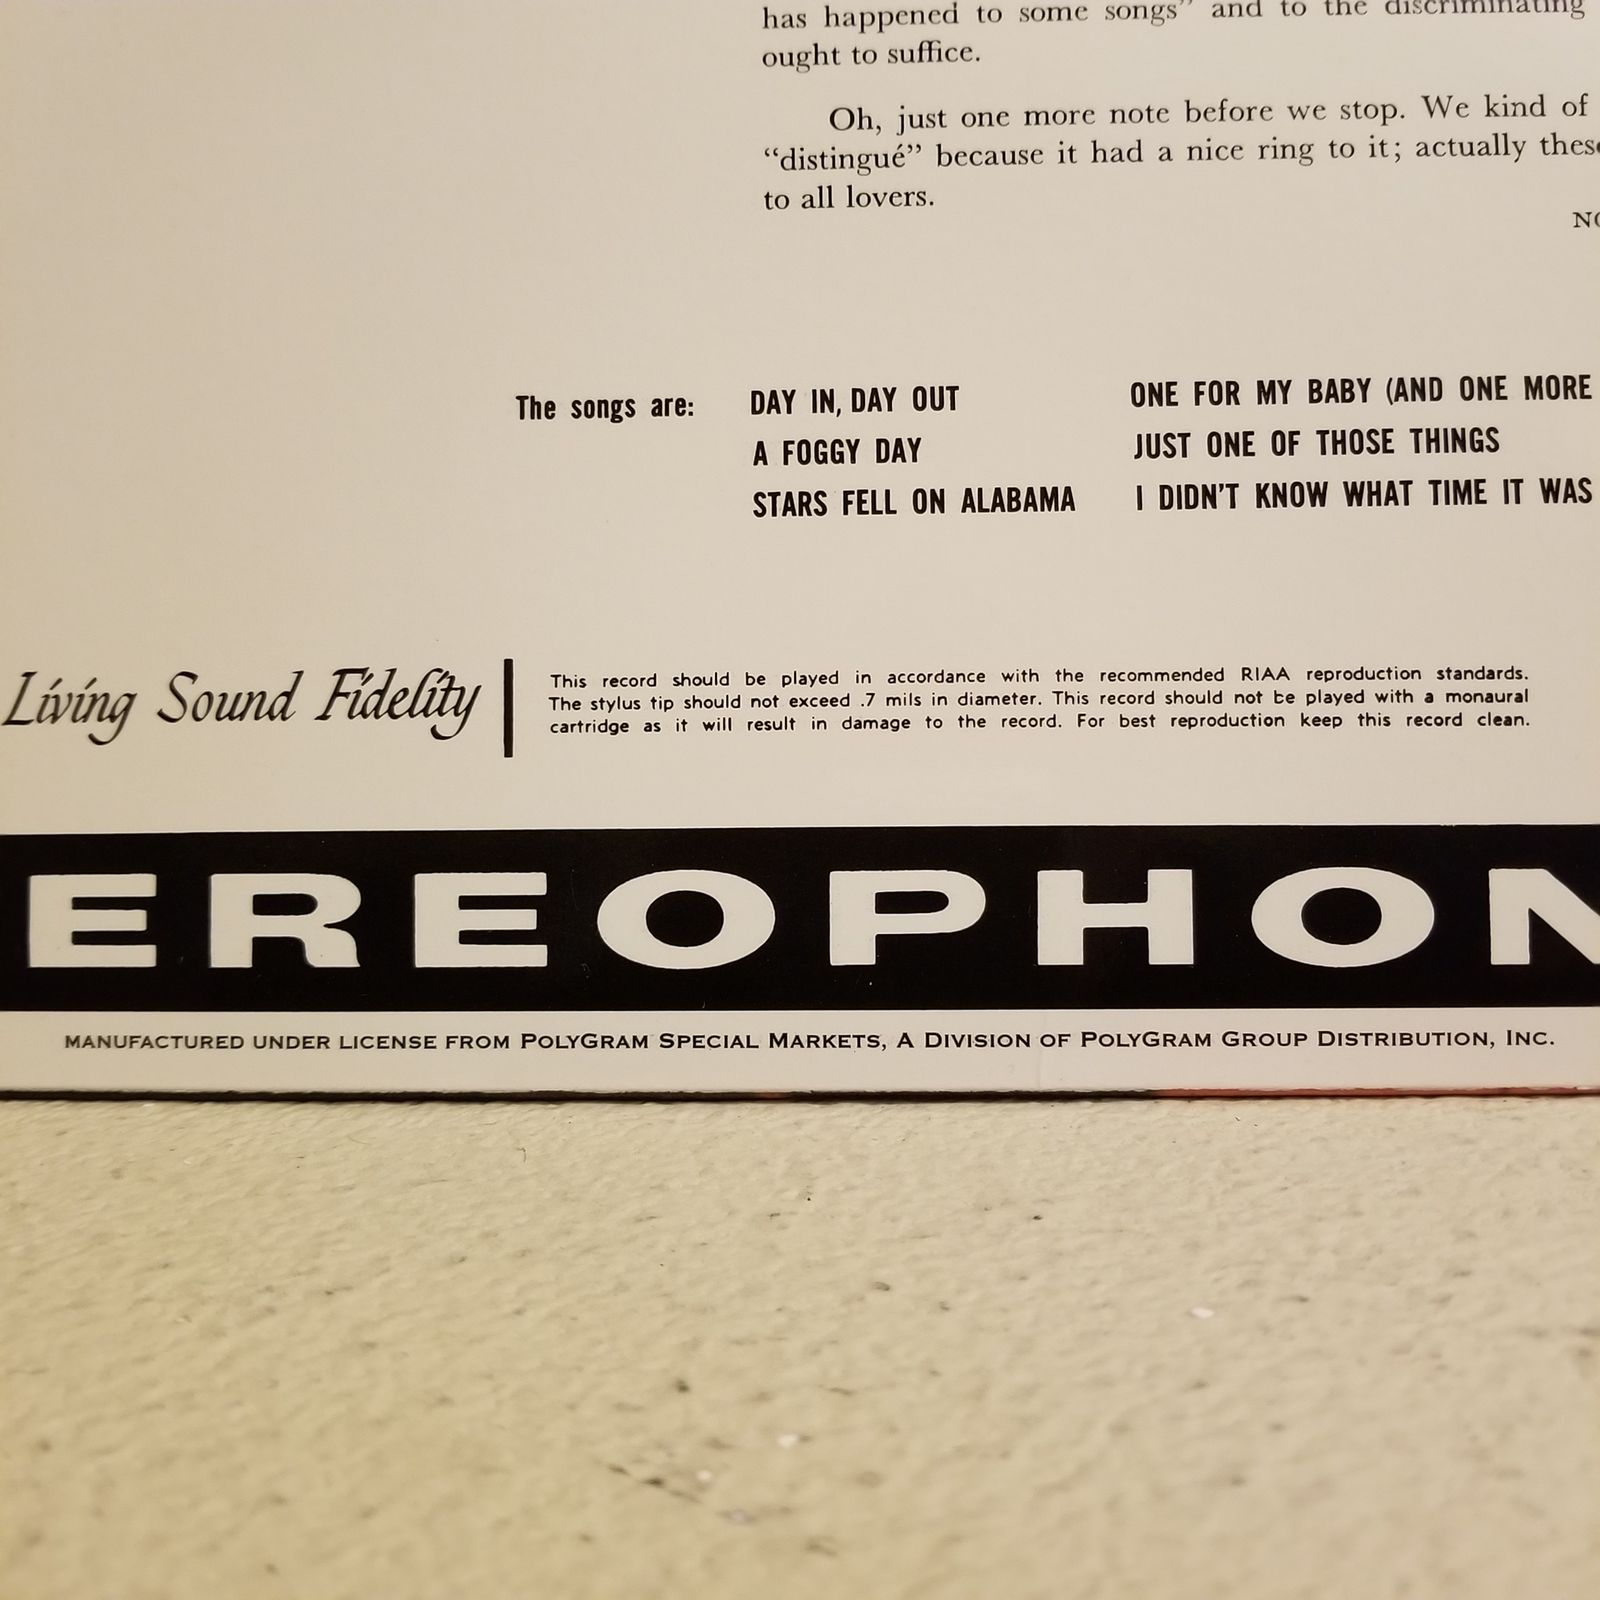 has happened to some songs" and to the discriminating
ought to suffice.
Oh, just one more note before we stop. We kind of
"distingué" because it had a nice ring to it; actually these
to all lovers.
NO
The songs are:
DAY IN, DAY OUT
A FOGGY DAY
STARS FELL ON ALABAMA
ONE FOR MY BABY (AND ONE MORE
JUST ONE OF THOSE THINGS
I DIDN'T KNOW WHAT TIME IT WAS
Living Sound Fidelity
This record should be played in accordance with the recommended RIAA reproduction standards.
The stylus tip should not exceed .7 mils in diameter. This record should not be played with a monaural
cartridge as it will result in damage to the record. For best reproduction keep this record clean.
EREOPHON
MANUFACTURED UNDER LICENSE FROM POLYGRAM SPECIAL MARKETS, A DIVISION OF POLYGRAM GROUP DISTRIBUTION, INC.